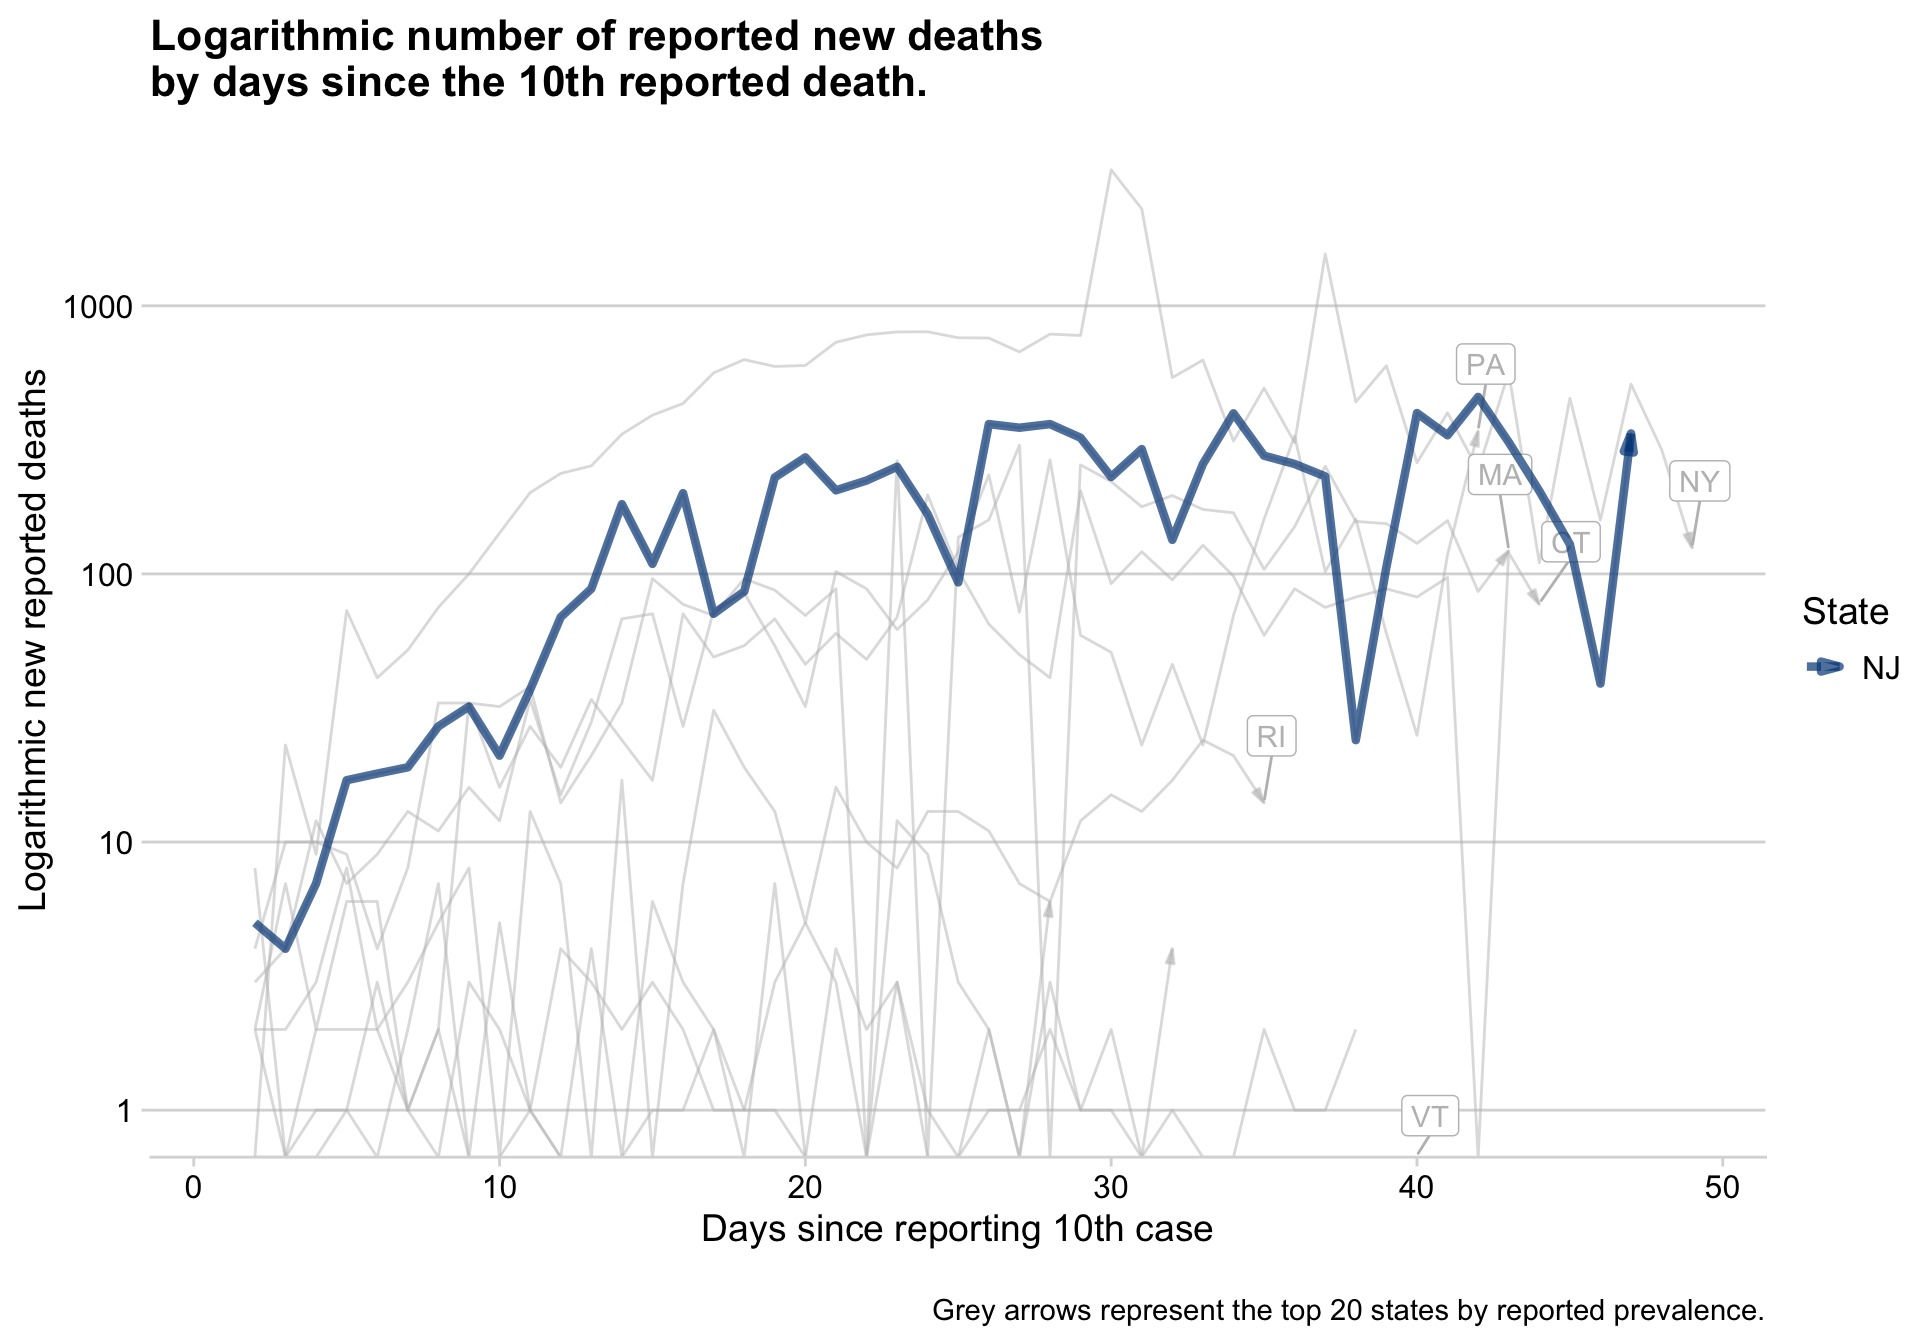 Logarithmic number of reported new deaths
by days since the 10th reported death.
Logarithmic new reported deaths
1000
100
10
1
PA
MA
CT
NY
RI
VT
State
NJ
0
10
20
30
40
50
Days since reporting 10th case
Grey arrows represent the top 20 states by reported prevalence.